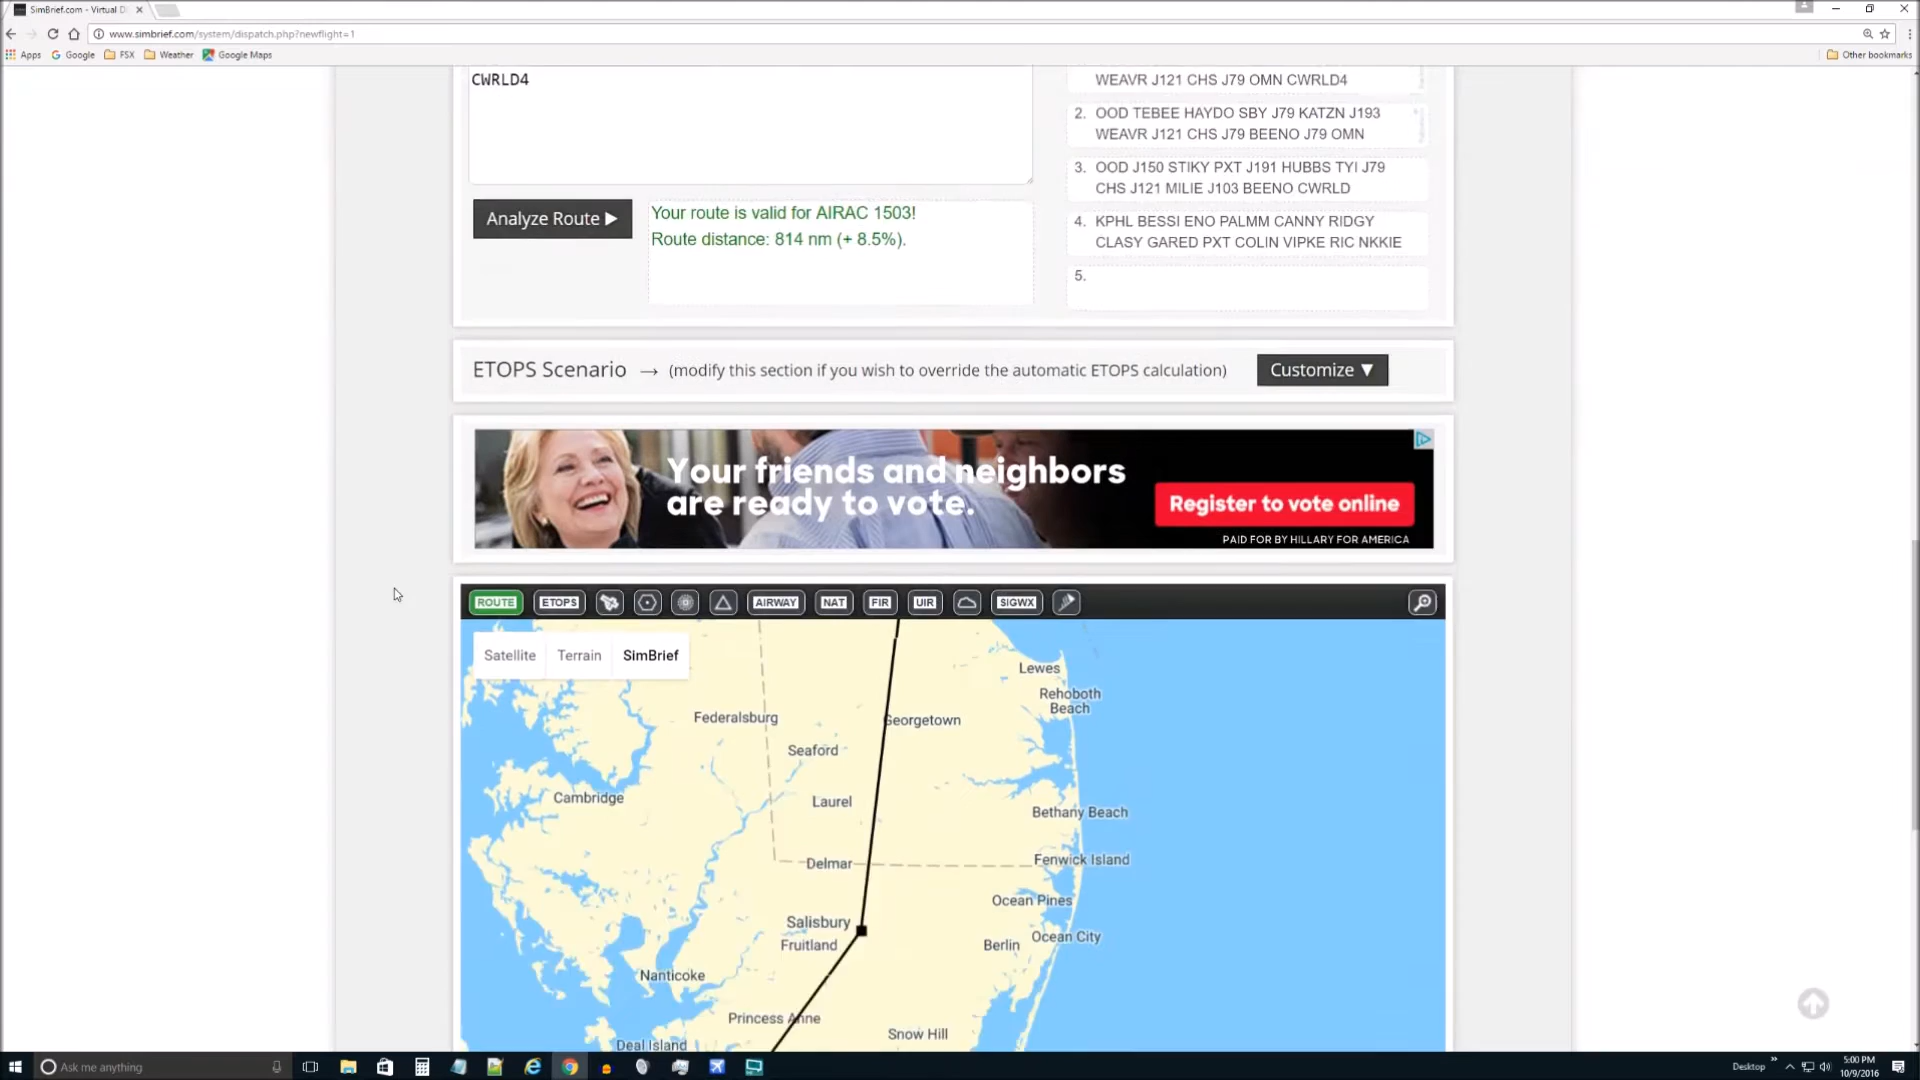 SimBrief.com - Virtual D
www.simbrief.com/system/dispatch.php?newflight=1
Apps
Google
FSX
Weather
Google Maps
Other bookmarks
CWRLD4
WEAVR J121 CHS J79 OMN CWRLD4
2. OOD TEBEE HAYDO SBY J79 KATZN J193
WEAVR J121 CHS J79 BEENO J79 OMN
3. OOD J150 STIKY PXT J191 HUBBS TYI J79
CHS J121 MILIE J103 BEENO CWRLD
4. KPHL BESSI ENO PALMM CANNY RIDGY
CLASY GARED PXT COLIN VIPKE RIC NKKIE
5.
Analyze Route ▶
Your route is valid for AIRAC 1503!
Route distance: 814 nm (+ 8.5%).
ETOPS Scenario → (modify this section if you wish to override the automatic ETOPS calculation)
Customize ▼
Your friends and neighbors
are ready to vote.
Register to vote online
PAID FOR BY HILLARY FOR AMERICA
ROUTE
ETOPS
AIRWAY
NAT
FIR
UIR
SIGWX
Satellite
Terrain
SimBrief
Lewes
Rehoboth
Beach
Federalsburg
Georgetown
Seaford
Cambridge
Laurel
Bethany Beach
Delmar
Fenwick Island
Ocean Pines
Salisbury
Fruitland
Berlin
Ocean City
Nanticoke
Princess Anne
Snow Hill
Deal Island
Ask me anything
Desktop
5:00 PM
10/9/2016